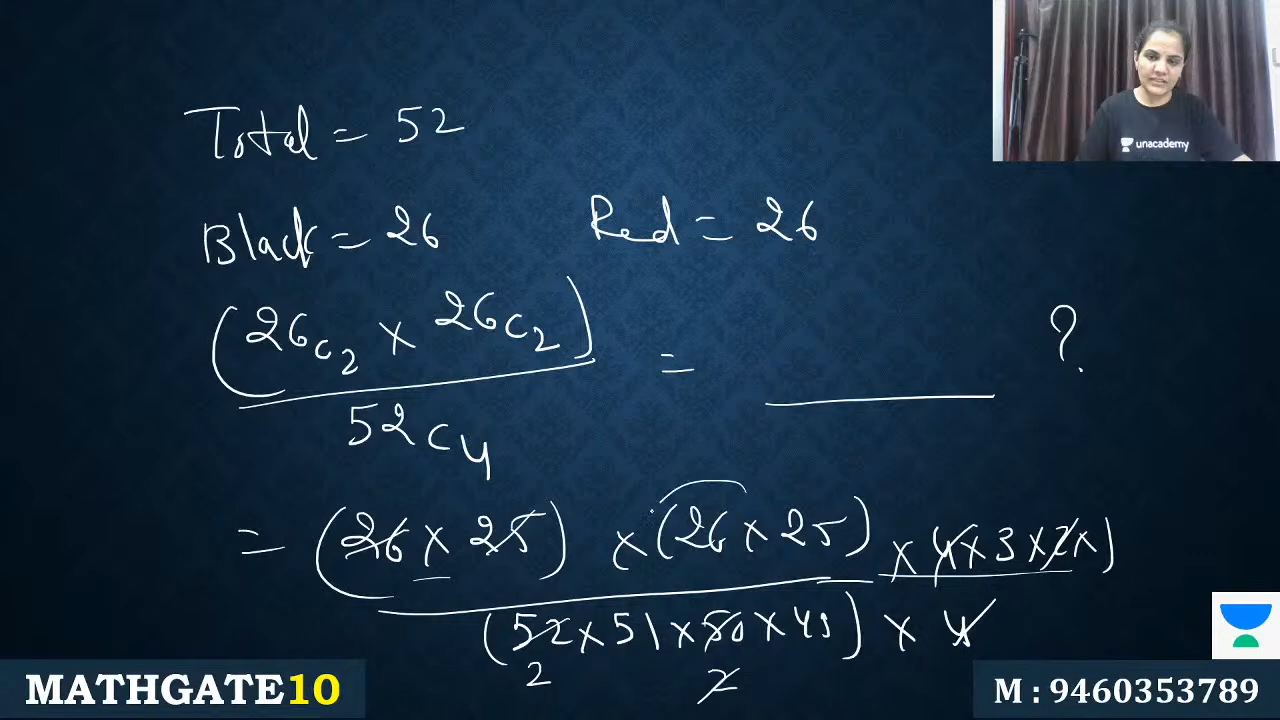 unacademy
Total = 52
Black = 26 Red = 26
(26C2 x 26C2) = ?
52C4
= (26 x 25) x (26 x 25) x 4 x 3 x 2 x 1
(52 x 51 x 50 x 49) x 4
2 2
MATHGATE10 M : 9460353789